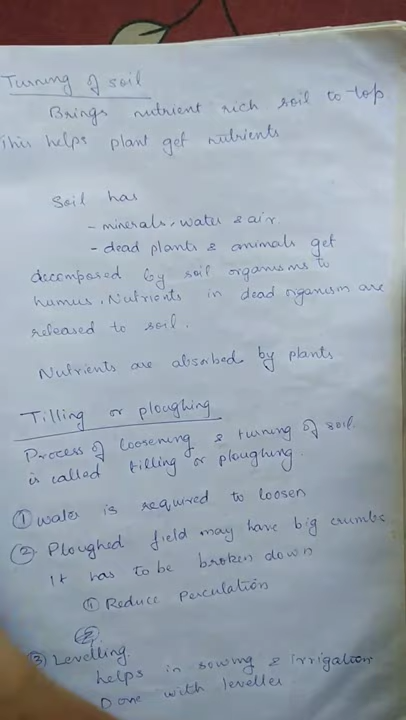 Turning of soil
Brings nutrient rich soil to top
This helps plant get nutrients
Soil has
- minerals, water & air
- dead plants & animals get
decomposed by soil organisms to
humus. Nutrients in dead organism are
released to soil.
Nutrients are absorbed by plants
Tilling or ploughing
Process of loosening & turning of soil
is called tilling or ploughing.
① water is required to loosen
② Ploughed field may have big crumbs
It has to be broken down
① Reduce perculation
②
③ Levelling.
helps in sowing & irrigation
Done with leveller